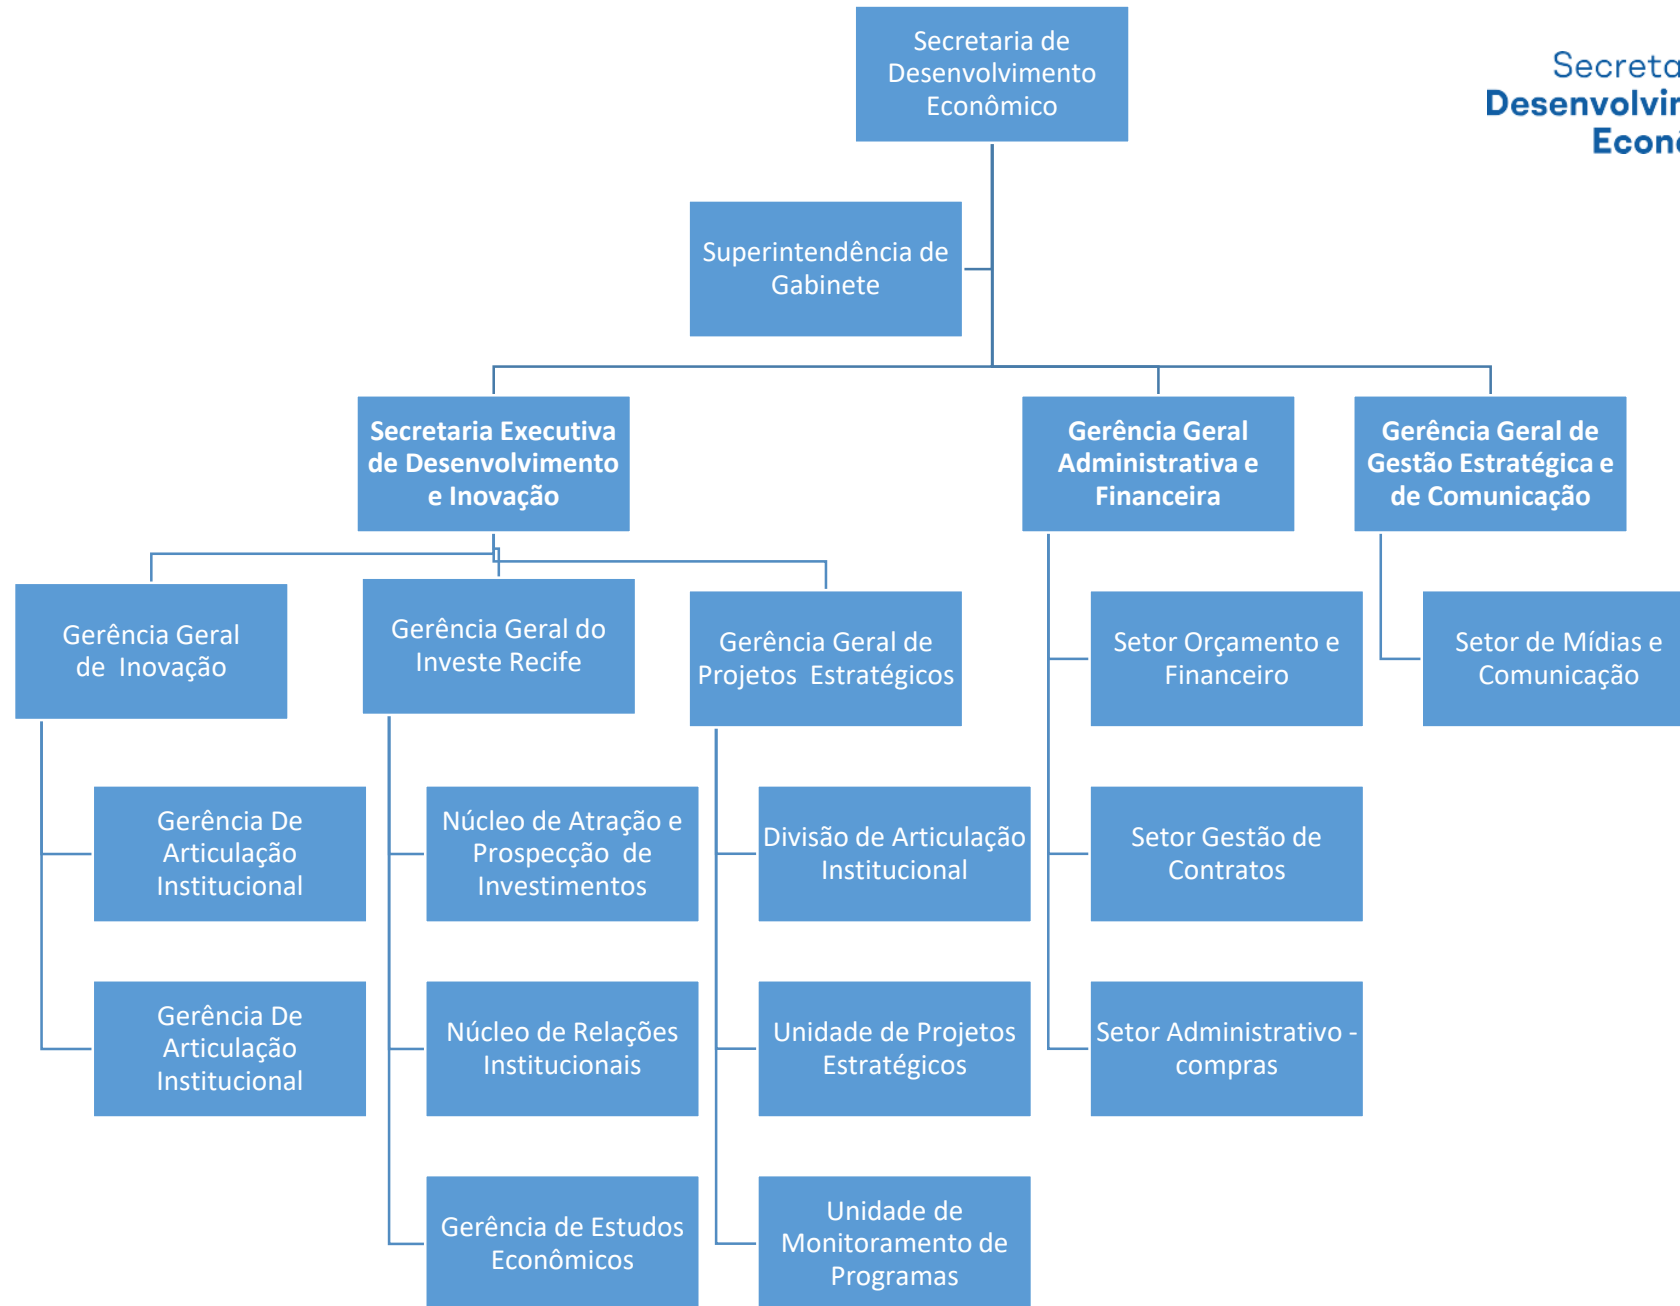 Secretaria de
Desenvolvimento
Econômico
Superintendência de
Gabinete
Secretaria Executiva
de Desenvolvimento
e Inovação
Gerência Geral
Administrativa e
Financeira
Gerência Geral de
Gestão Estratégica e
de Comunicação
Gerência Geral
de Inovação
Gerência Geral do
Investe Recife
Gerência Geral de
Projetos Estratégicos
Setor Orçamento e
Financeiro
Setor de Mídias e
Comunicação
Gerência De
Articulação
Institucional
Núcleo de Atração e
Prospecção de
Investimentos
Divisão de Articulação
Institucional
Setor Gestão de
Contratos
Gerência De
Articulação
Institucional
Núcleo de Relações
Institucionais
Unidade de Projetos
Estratégicos
Setor Administrativo -
compras
Gerência de Estudos
Econômicos
Unidade de
Monitoramento de
Programas